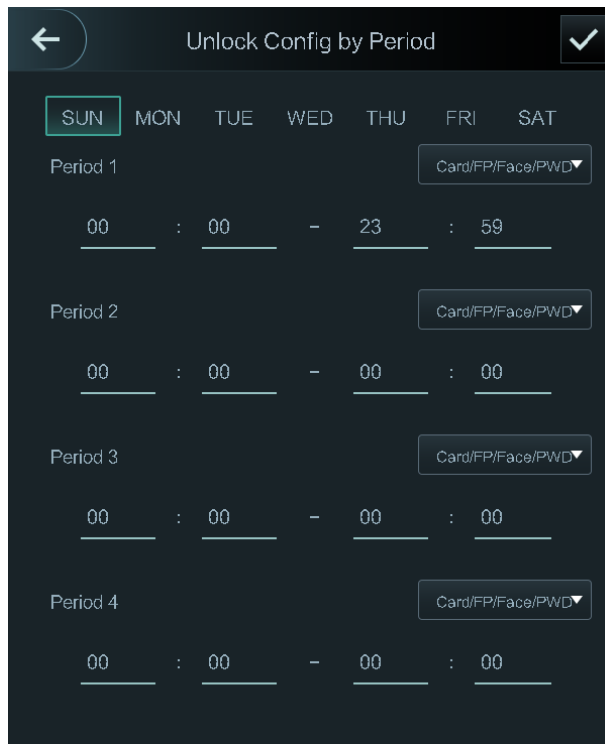 Unlock Config by Period
SUN MON TUE WED THU FRI SAT
Period 1 Card/FP/Face/PWD
00 : 00 - 23 : 59
Period 2 Card/FP/Face/PWD
00 : 00 - 00 : 00
Period 3 Card/FP/Face/PWD
00 : 00 - 00 : 00
Period 4 Card/FP/Face/PWD
00 : 00 - 00 : 00